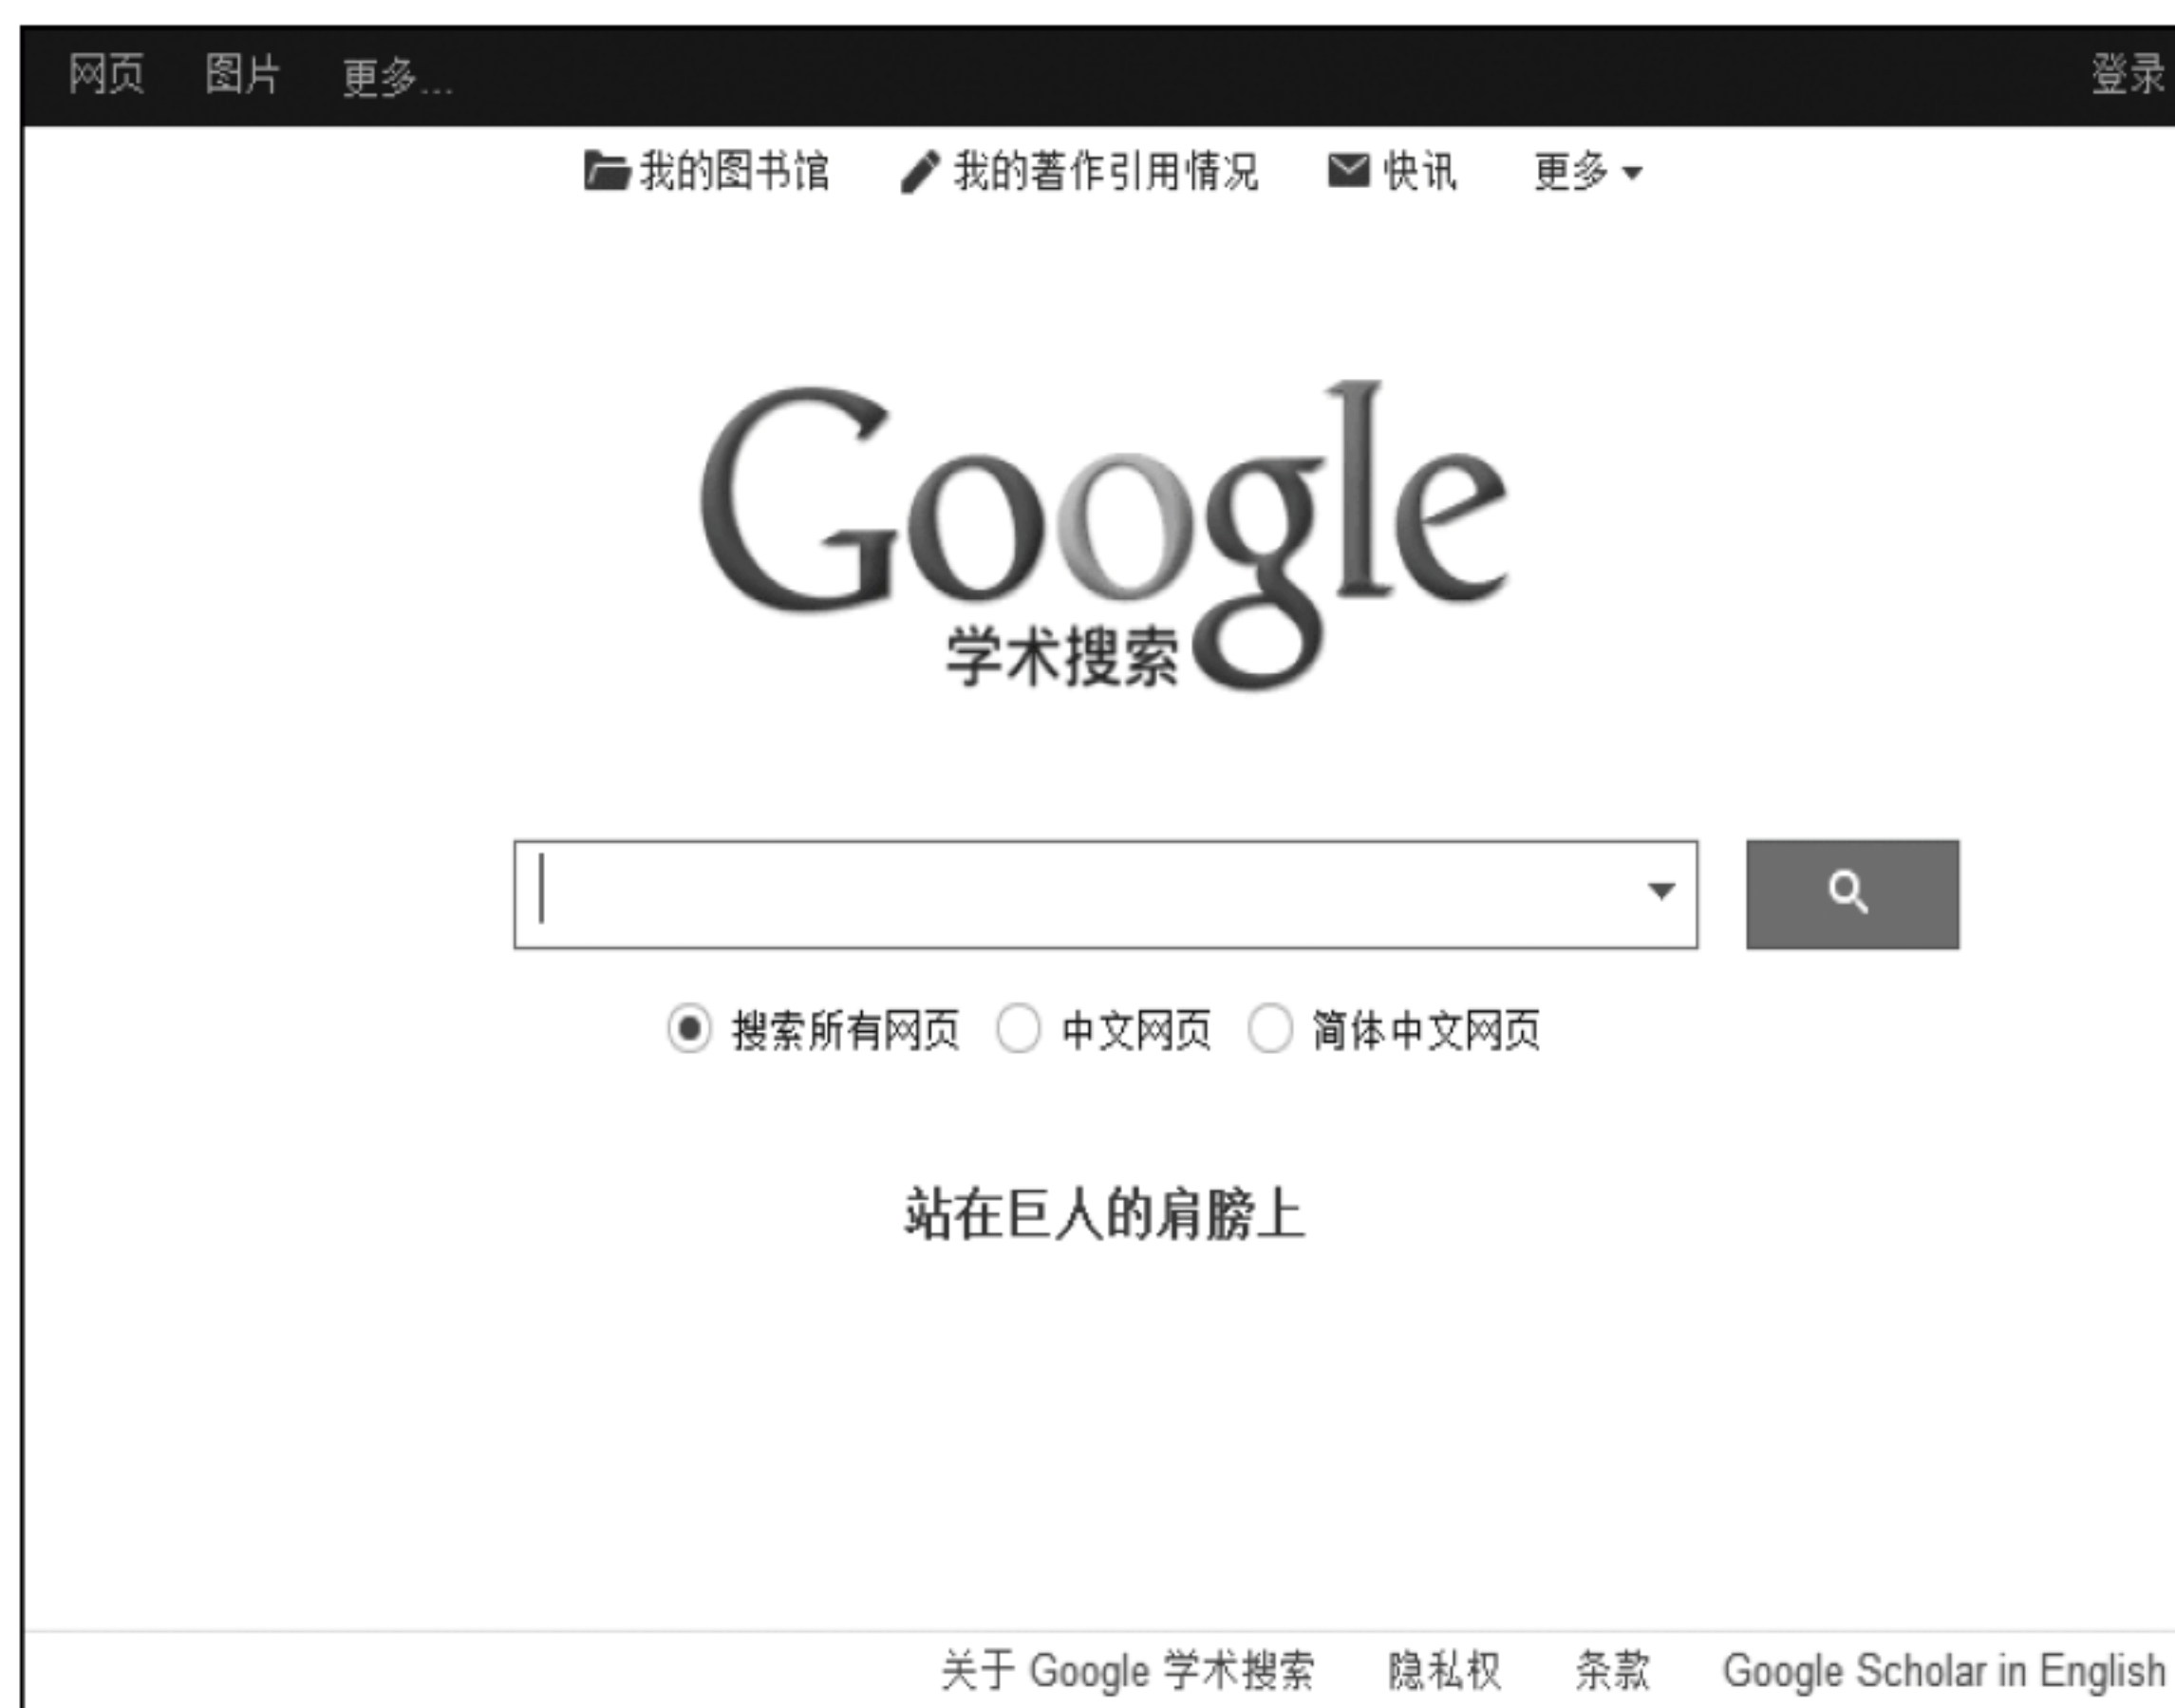 网页 图片 更多... 登录
我的图书馆 我的著作引用情况 快讯 更多
Google
学术搜索
搜索所有网页 中文网页 简体中文网页
站在巨人的肩膀上
关于 Google 学术搜索 隐私权 条款 Google Scholar in English